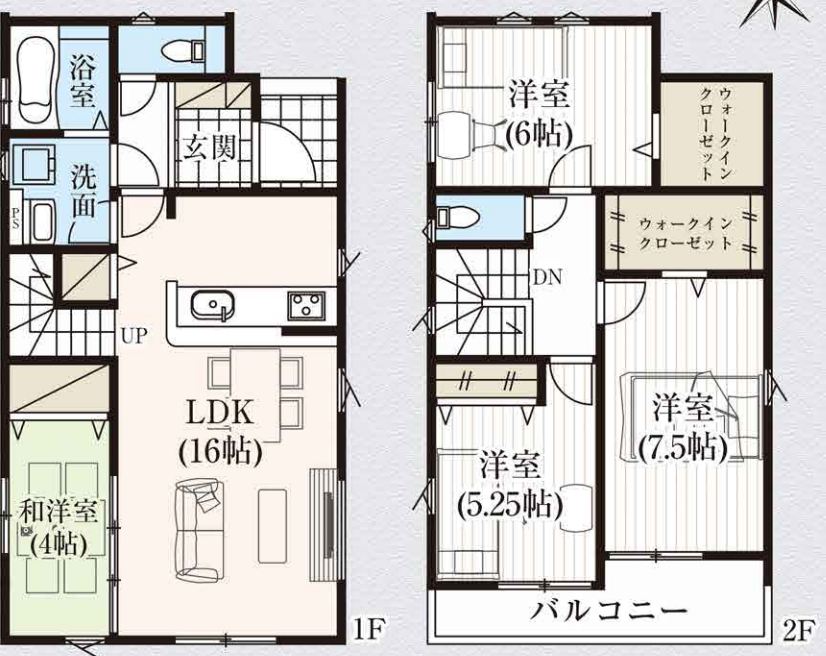 浴室
玄関
洗面
PS
UP
LDK
(16帖)
和洋室
(4帖)
1F
洋室
(6帖)
ウォークイン
クローゼット
ウォークイン
クローゼット
DN
洋室
(7.5帖)
洋室
(5.25帖)
バルコニー
2F